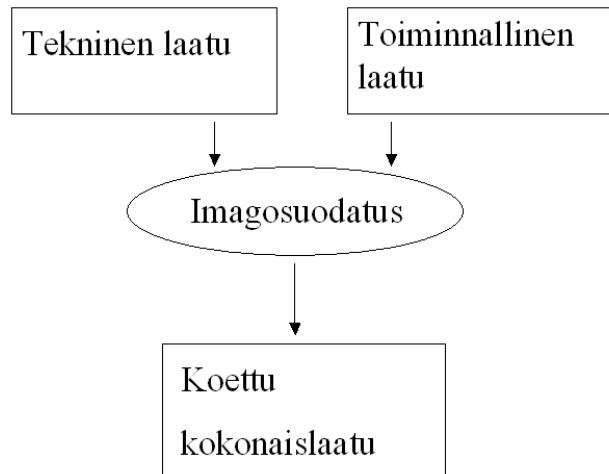 Tekninen laatu
Toiminnallinen
laatu
Imagosuodatus
Koettu
kokonaislaatu